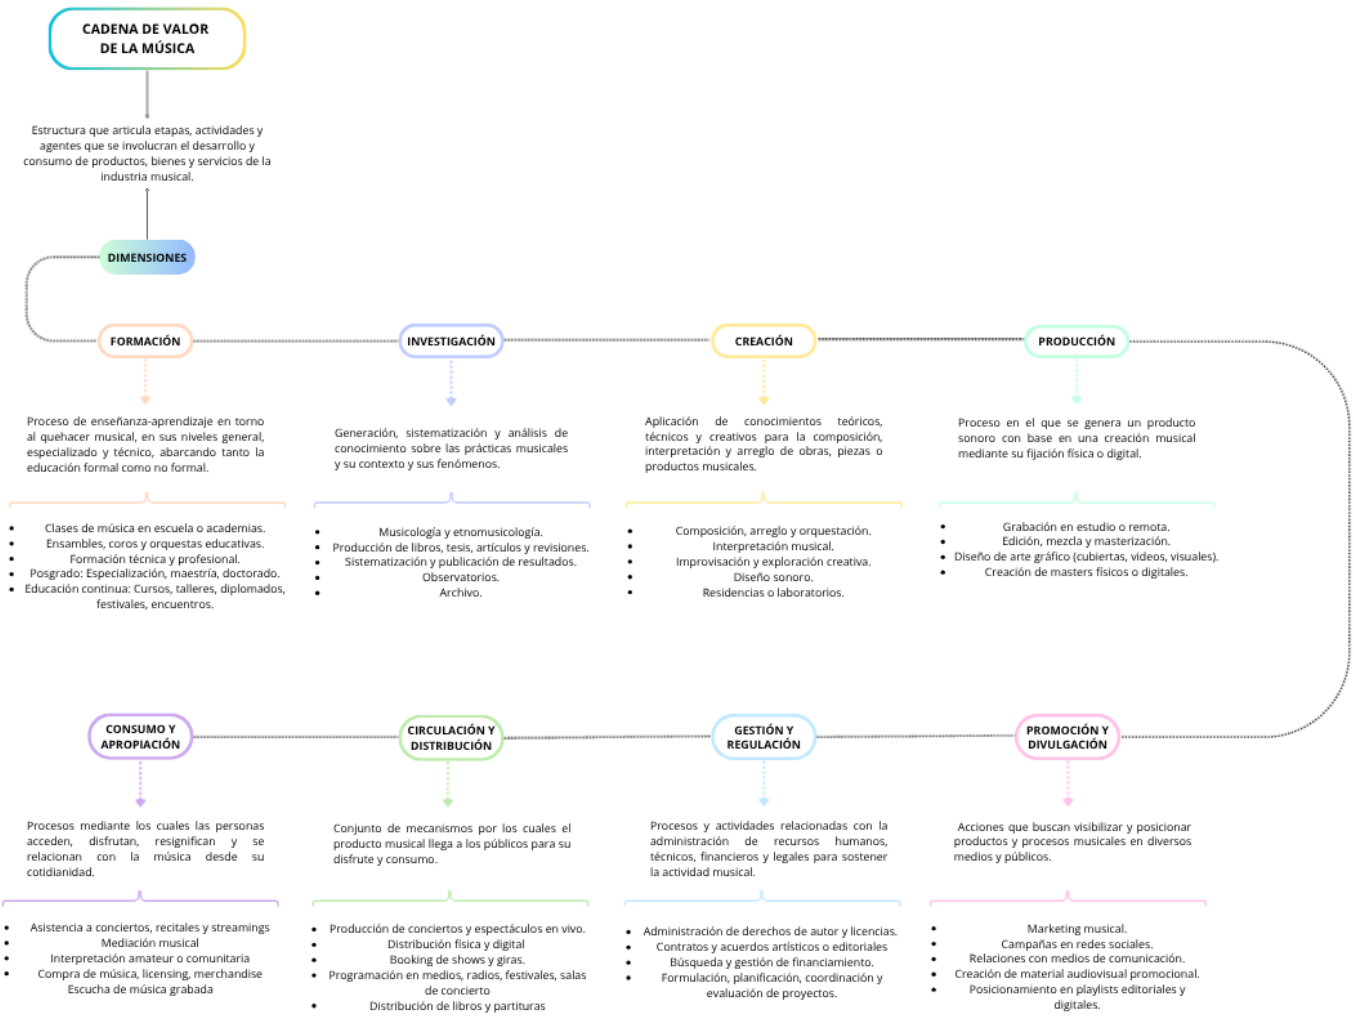 CADENA DE VALOR
DE LA MÚSICA
Estructura que articula etapas, actividades y
agentes que se involucran el desarrollo y
consumo de productos, bienes y servicios de la
industria musical.
DIMENSIONES
FORMACIÓN
Proceso de enseñanza-aprendizaje en torno
al quehacer musical, en sus niveles general,
especializado y técnico, abarcando tanto la
educación formal como no formal.
• Clases de música en escuela o academias.
• Ensambles, coros y orquestas educativas.
• Formación técnica y profesional.
• Posgrado: Especialización, maestría, doctorado.
• Educación continua: Cursos, talleres, diplomados,
festivales, encuentros.
INVESTIGACIÓN
Generación, sistematización y análisis de
conocimiento sobre las prácticas musicales
y su contexto y sus fenómenos.
• Musicología y etnomusicología.
• Producción de libros, tesis, artículos y revisiones.
• Sistematización y publicación de resultados.
• Observatorios.
• Archivo.
CREACIÓN
Aplicación de conocimientos teóricos,
técnicos y creativos para la composición,
interpretación y arreglo de obras, piezas o
productos musicales.
• Composición, arreglo y orquestación.
• Interpretación musical.
• Improvisación y exploración creativa.
• Diseño sonoro.
• Residencias o laboratorios.
PRODUCCIÓN
Proceso en el que se genera un producto
sonoro con base en una creación musical
mediante su fijación física o digital.
• Grabación en estudio o remota.
• Edición, mezcla y masterización.
• Diseño de arte gráfico (cubiertas, videos, visuales).
• Creación de masters físicos o digitales.
CONSUMO Y
APROPIACIÓN
Procesos mediante los cuales las personas
acceden, disfrutan, resignifican y se
relacionan con la música desde su
cotidianidad.
• Asistencia a conciertos, recitales y streamings
• Mediación musical
• Interpretación amateur o comunitaria
• Compra de música, licensing, merchandise
• Escucha de música grabada
CIRCULACIÓN Y
DISTRIBUCIÓN
Conjunto de mecanismos por los cuales el
producto musical llega a los públicos para su
disfrute y consumo.
• Producción de conciertos y espectáculos en vivo.
• Distribución física y digital
• Booking de shows y giras.
• Programación en medios, radios, festivales, salas
de concierto
• Distribución de libros y partituras
GESTIÓN Y
REGULACIÓN
Procesos y actividades relacionadas con la
administración de recursos humanos,
técnicos, financieros y legales para sostener
la actividad musical.
• Administración de derechos de autor y licencias.
• Contratos y acuerdos artísticos o editoriales
• Búsqueda y gestión de financiamiento.
• Formulación, planificación, coordinación y
evaluación de proyectos.
PROMOCIÓN Y
DIVULGACIÓN
Acciones que buscan visibilizar y posicionar
productos y procesos musicales en diversos
medios y públicos.
• Marketing musical.
• Campañas en redes sociales.
• Relaciones con medios de comunicación.
• Creación de material audiovisual promocional.
• Posicionamiento en playlists editoriales y
digitales.